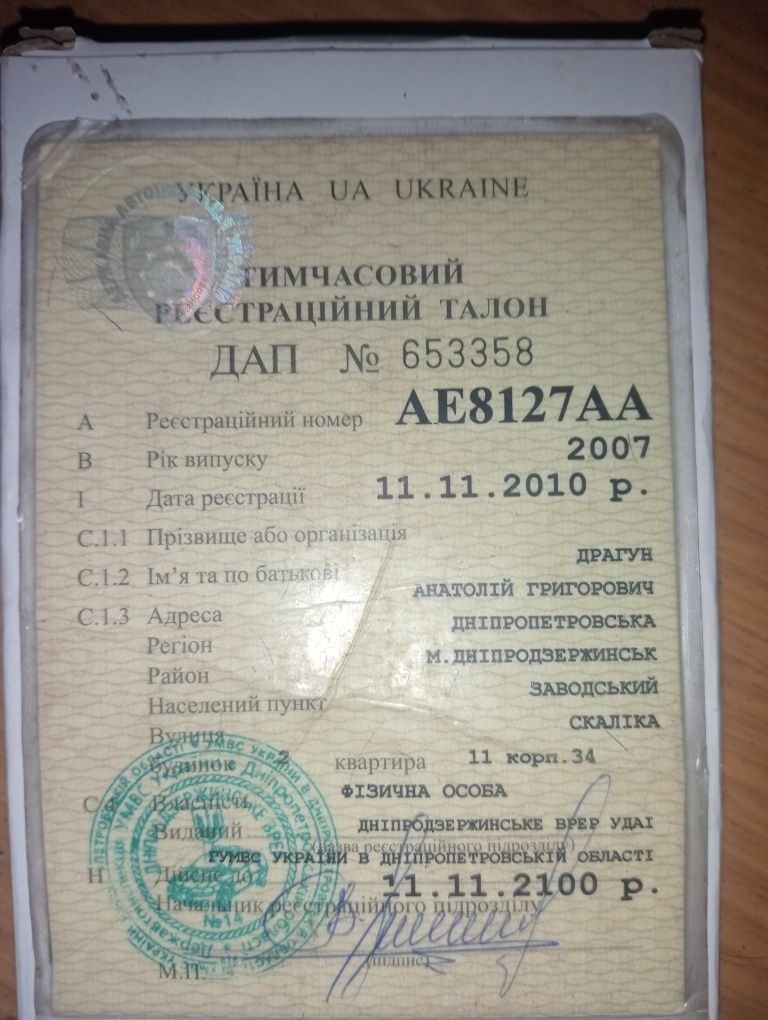 УКРАЇНА UA UKRAINE
ТИМЧАСОВИЙ
РЕЄСТРАЦІЙНИЙ ТАЛОН
ДАП № 653358
A Реєстраційний номер АЕ8127АА
B Рік випуску 2007
I Дата реєстрації 11.11.2010 р.
C.1.1 Прізвище або організація
ДРАГУН
C.1.2 Ім'я та по батькові
АНАТОЛІЙ ГРИГОРОВИЧ
C.1.3 Адреса
ДНІПРОПЕТРОВСЬКА
Регіон
М.ДНІПРОДЗЕРЖИНСЬК
Район
ЗАВОДСЬКИЙ
Населений пункт
СКАЛІКА
Вулиця
будинок 2 квартира 11 корп.34
Власність
ФІЗИЧНА ОСОБА
Виданий
ДНІПРОДЗЕРЖИНСЬКЕ ВРЕР УДАІ
(назва реєстраційного підрозділу)
ГУМВС УКРАЇНИ В ДНІПРОПЕТРОВСЬКІЙ ОБЛАСТІ
H Дійсне до 11.11.2100 р.
Начальник реєстраційного підрозділу
№14
(підпис)
М.П.